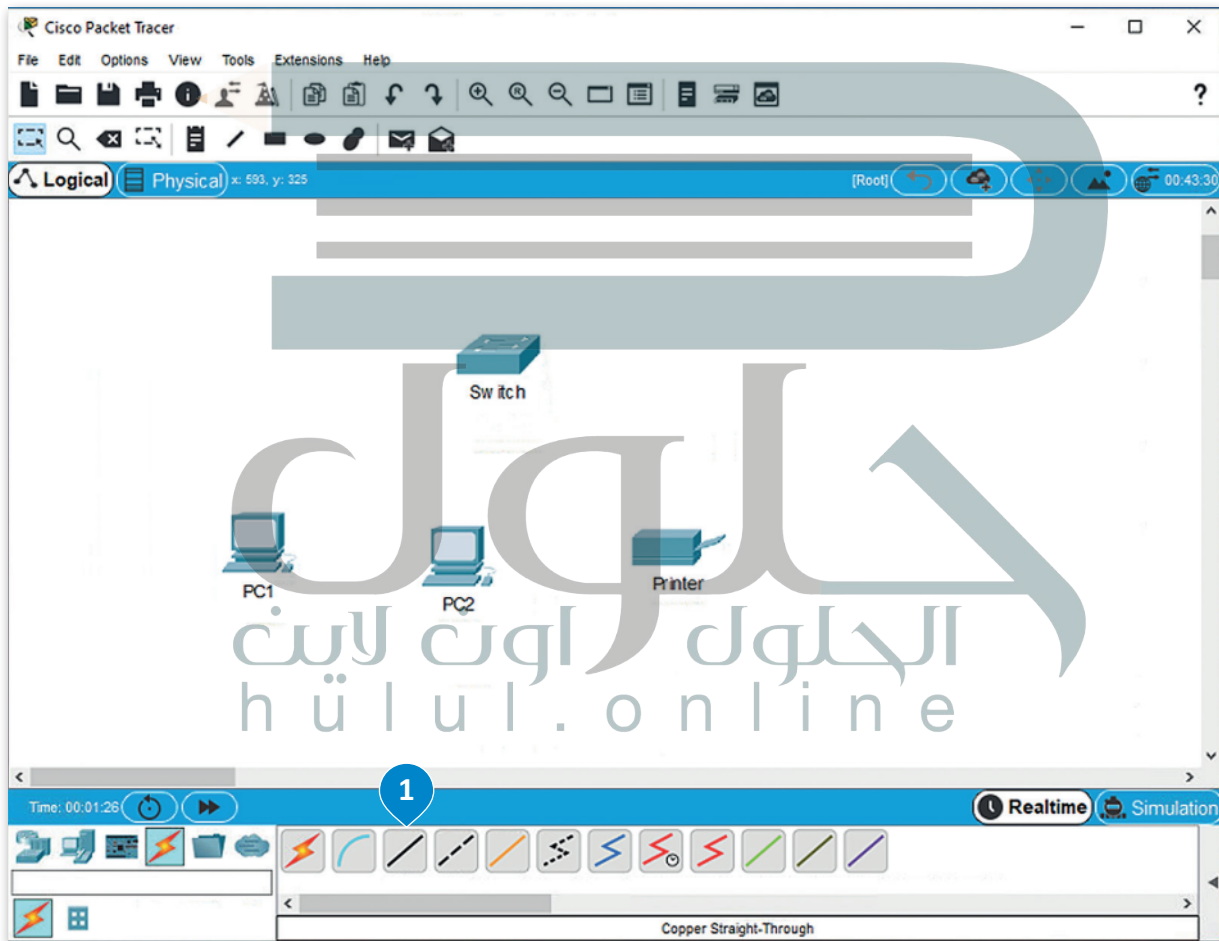 Cisco Packet Tracer
File Edit Options View Tools Extensions Help
?
Logical Physical x: 593, y: 325 [Root] 00:43:30
Switch
PC1
PC2
Printer
حلول
الحلول اون لاين
hülul.online
1
Time: 00:01:26 Realtime Simulation
Copper Straight-Through